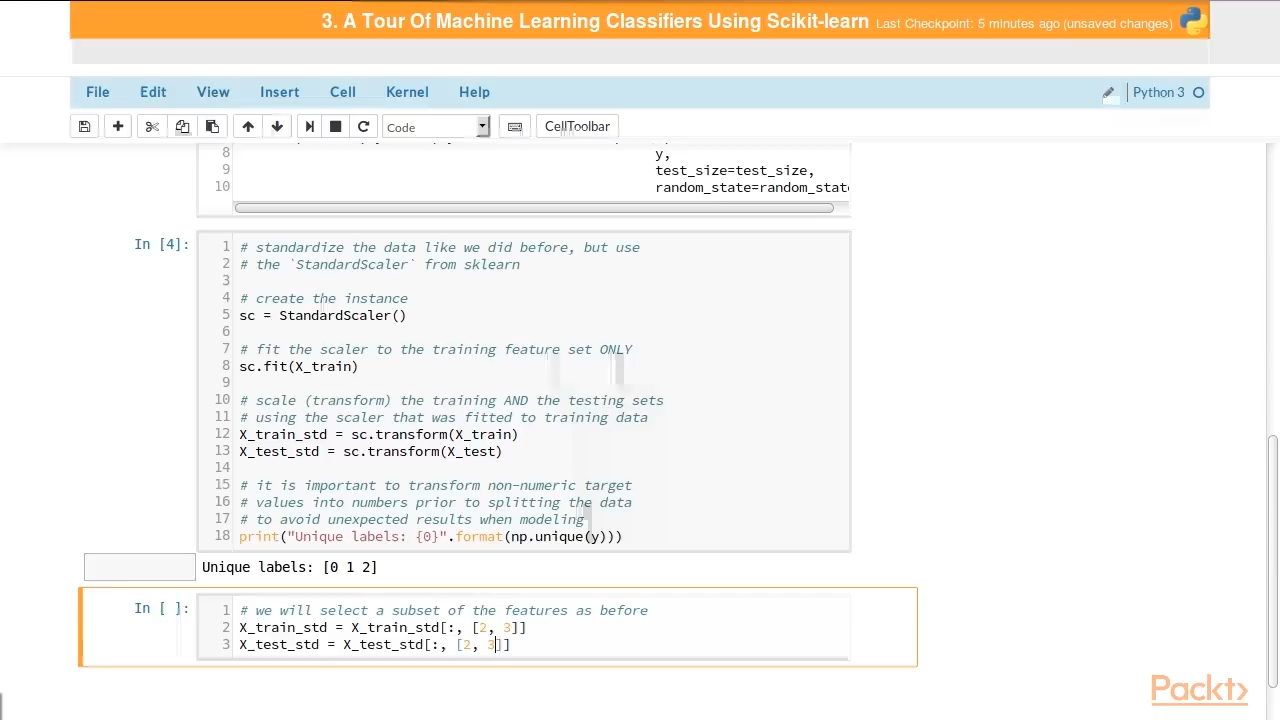 3. A Tour Of Machine Learning Classifiers Using Scikit-learn Last Checkpoint: 5 minutes ago (unsaved changes)
File Edit View Insert Cell Kernel Help Python 3
Code CellToolbar
8 y,
9 test_size=test_size,
10 random_state=random_state
In [4]:
1 # standardize the data like we did before, but use
2 # the `StandardScaler` from sklearn
3
4 # create the instance
5 sc = StandardScaler()
6
7 # fit the scaler to the training feature set ONLY
8 sc.fit(X_train)
9
10 # scale (transform) the training AND the testing sets
11 # using the scaler that was fitted to training data
12 X_train_std = sc.transform(X_train)
13 X_test_std = sc.transform(X_test)
14
15 # it is important to transform non-numeric target
16 # values into numbers prior to splitting the data
17 # to avoid unexpected results when modeling
18 print("Unique labels: {0}".format(np.unique(y)))
Unique labels: [0 1 2]
In [ ]:
1 # we will select a subset of the features as before
2 X_train_std = X_train_std[:, [2, 3]]
3 X_test_std = X_test_std[:, [2, 3]]
Packt>